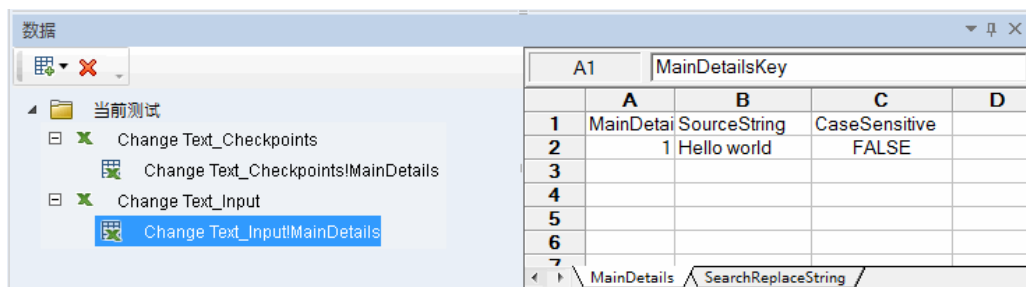 数据
A1 MainDetailsKey
当前测试
Change Text_Checkpoints
Change Text_Checkpoints!MainDetails
Change Text_Input
Change Text_Input!MainDetails
A B C D
1 MainDetai SourceString CaseSensitive
2 1 Hello world FALSE
3
4
5
6
7
MainDetails SearchReplaceString